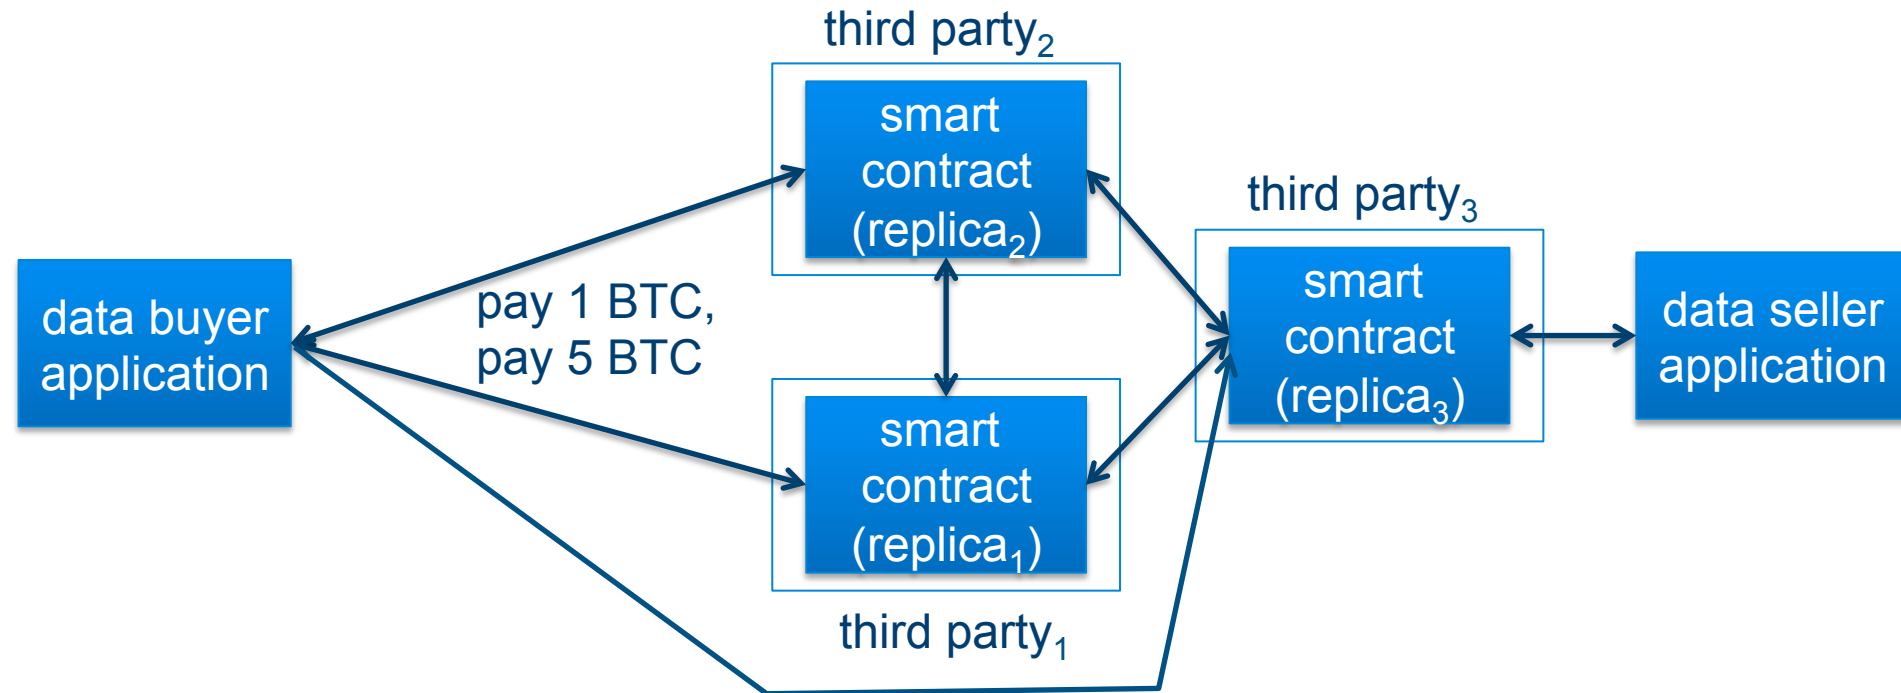 third party₂
smart
contract
(replica₂)
third party₃
smart
contract
(replica₃)
data buyer
application
pay 1 BTC,
pay 5 BTC
data seller
application
smart
contract
(replica₁)
third party₁